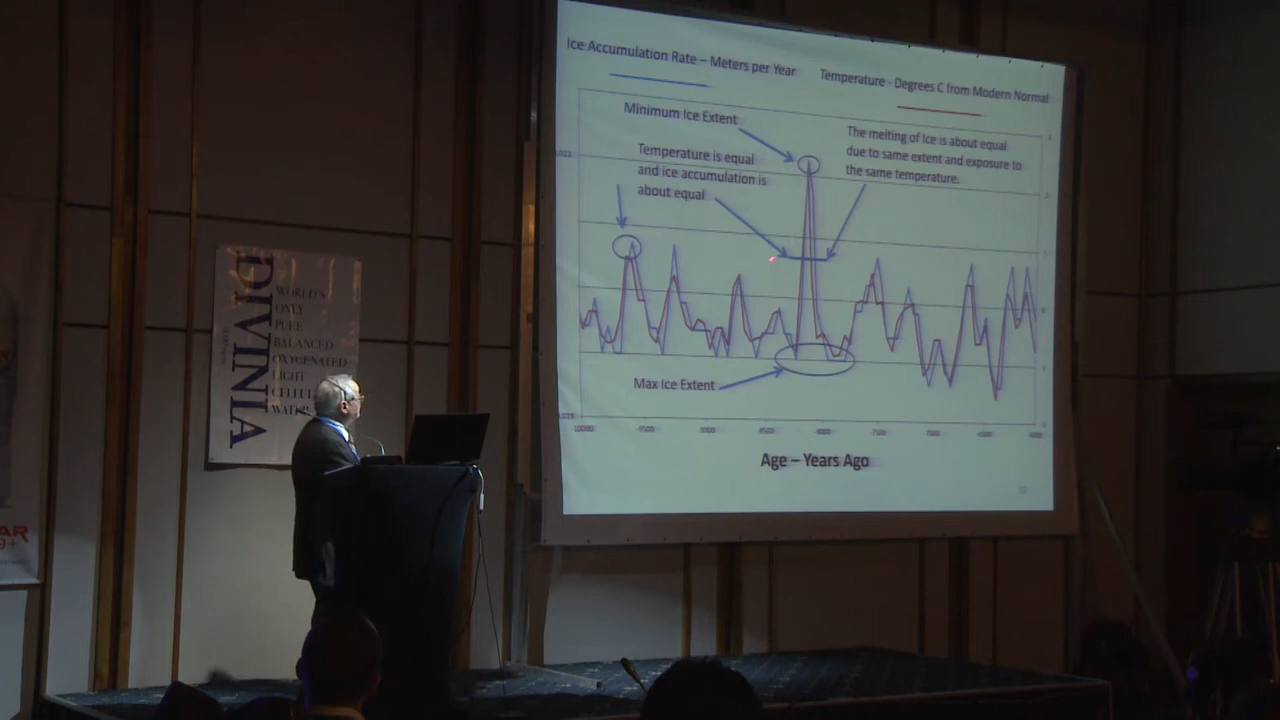 Ice Accumulation Rate – Meters per Year
Temperature - Degrees C from Modern Normal
Minimum Ice Extent
The melting of Ice is about equal
due to same extent and exposure to
the same temperature.
Temperature is equal
and ice accumulation is
about equal
Max Ice Extent
10000
Age – Years Ago
DIVINIA
WORLD'S
ONLY
PURE
BALANCED
OXYGENATED
LIGHT
WATER